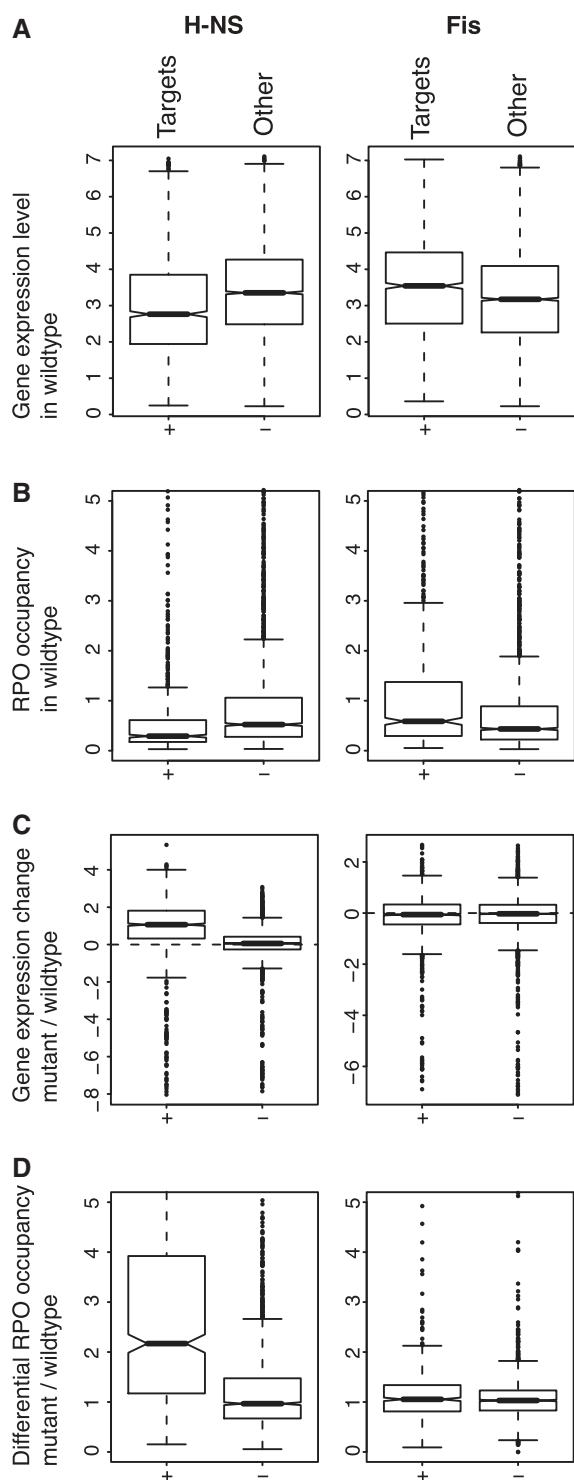 A
H-NS
Fis
Targets
Other
Targets
Other
Gene expression level
in wildtype
0 1 2 3 4 5 6 7
+ −
0 1 2 3 4 5 6 7
+ −
B
RPO occupancy
in wildtype
0 1 2 3 4 5
+ −
0 1 2 3 4 5
+ −
C
Gene expression change
mutant / wildtype
−8 −6 −4 −2 0 2 4
+ −
−6 −4 −2 0 2
+ −
D
Differential RPO occupancy
mutant / wildtype
0 1 2 3 4 5
+ −
0 1 2 3 4 5
+ −